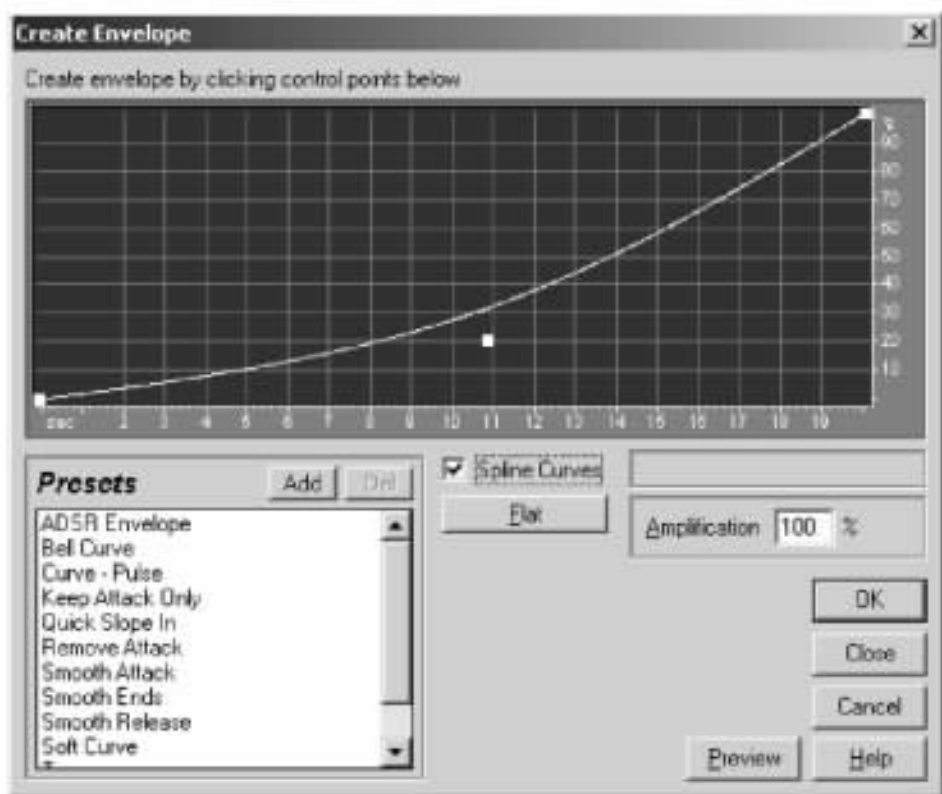 Create Envelope
Create envelope by clicking control points below
%
90
80
70
60
50
40
30
20
10
sec 2 3 4 5 6 7 8 9 10 11 12 13 14 15 16 17 18 19
Presets Add Del
ADSR Envelope
Bell Curve
Curve - Pulse
Keep Attack Only
Quick Slope In
Remove Attack
Smooth Attack
Smooth Ends
Smooth Release
Soft Curve
Spline Curves
Flat
Amplification 100 %
OK
Close
Cancel
Preview Help